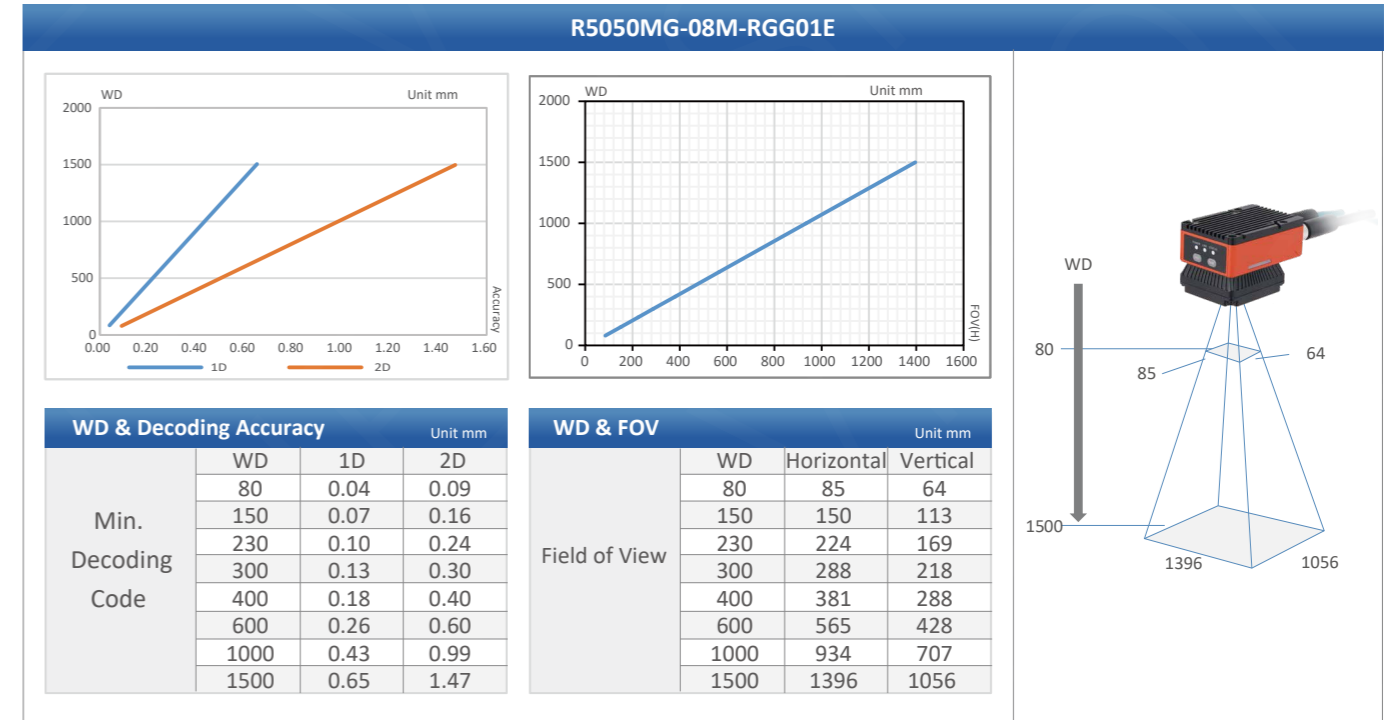 R5050MG-08M-RGG01E
WD Unit mm
2000
1500
1000
500
0
0.00 0.20 0.40 0.60 0.80 1.00 1.20 1.40 1.60
Accuracy
1D 2D
WD Unit mm
2000
1500
1000
500
0
0 200 400 600 800 1000 1200 1400 1600
FOV(H)
WD & Decoding Accuracy Unit mm
Min.
Decoding
Code
WD 1D 2D
80 0.04 0.09
150 0.07 0.16
230 0.10 0.24
300 0.13 0.30
400 0.18 0.40
600 0.26 0.60
1000 0.43 0.99
1500 0.65 1.47
WD & FOV Unit mm
Field of View
WD Horizontal Vertical
80 85 64
150 150 113
230 224 169
300 288 218
400 381 288
600 565 428
1000 934 707
1500 1396 1056
WD
80
85
64
1500
1396
1056